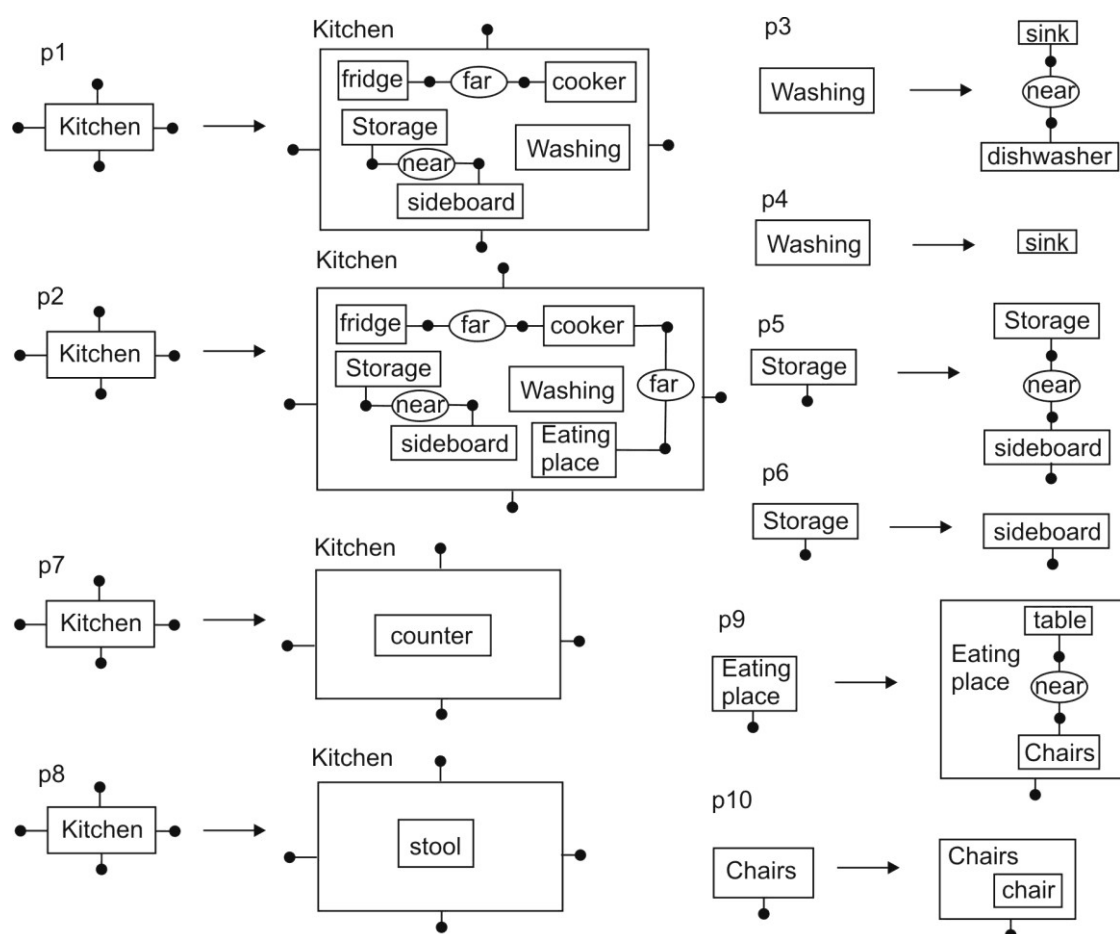 p1
Kitchen
Kitchen
fridge
far
cooker
Storage
near
sideboard
Washing
p2
Kitchen
Kitchen
fridge
far
cooker
Storage
near
sideboard
Washing
far
Eating
place
p7
Kitchen
Kitchen
counter
p8
Kitchen
Kitchen
stool
p3
Washing
sink
near
dishwasher
p4
Washing
sink
p5
Storage
Storage
near
sideboard
p6
Storage
sideboard
p9
Eating
place
Eating
place
table
near
Chairs
p10
Chairs
Chairs
chair